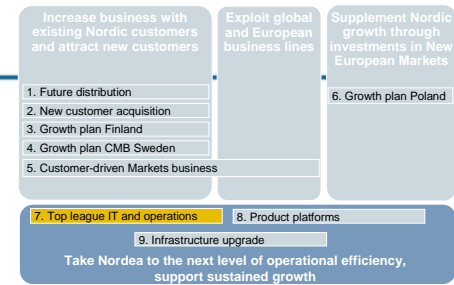 Increase business with
existing Nordic customers
and attract new customers
Exploit global
and European
business lines
Supplement Nordic
growth through
investments in New
European Markets
1. Future distribution
2. New customer acquisition
3. Growth plan Finland
4. Growth plan CMB Sweden
5. Customer-driven Markets business
6. Growth plan Poland
7. Top league IT and operations
8. Product platforms
9. Infrastructure upgrade
Take Nordea to the next level of operational efficiency,
support sustained growth